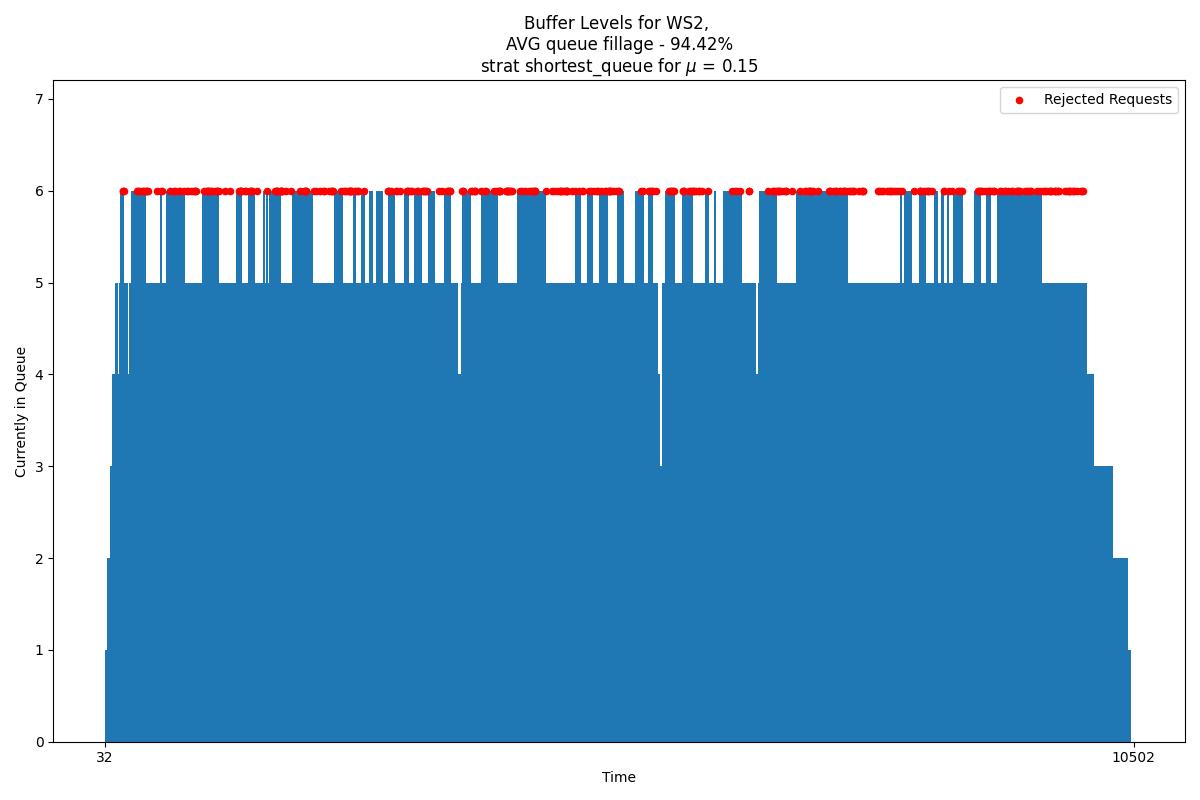 Buffer Levels for WS2,
AVG queue fillage - 94.42%
strat shortest_queue for μ = 0.15
Rejected Requests
7
6
5
4
3
2
1
0
Currently in Queue
32
10502
Time